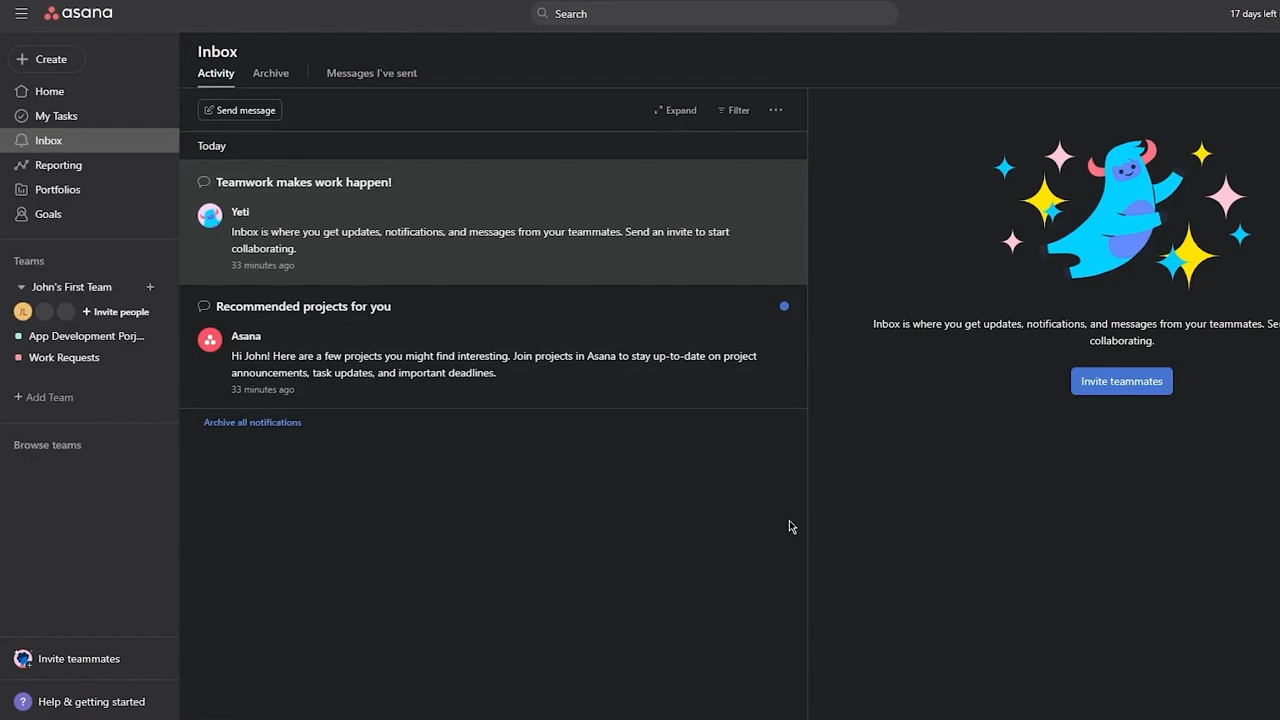 asana
Search
17 days left
Create
Home
My Tasks
Inbox
Reporting
Portfolios
Goals
Teams
John's First Team
JL
Invite people
App Development Porj...
Work Requests
+ Add Team
Browse teams
Invite teammates
? Help & getting started
Inbox
Activity Archive Messages I've sent
Send message
Expand Filter ...
Today
Teamwork makes work happen!
Yeti
Inbox is where you get updates, notifications, and messages from your teammates. Send an invite to start
collaborating.
33 minutes ago
Recommended projects for you
Asana
Hi John! Here are a few projects you might find interesting. Join projects in Asana to stay up-to-date on project
announcements, task updates, and important deadlines.
33 minutes ago
Archive all notifications
Inbox is where you get updates, notifications, and messages from your teammates. Se
collaborating.
Invite teammates